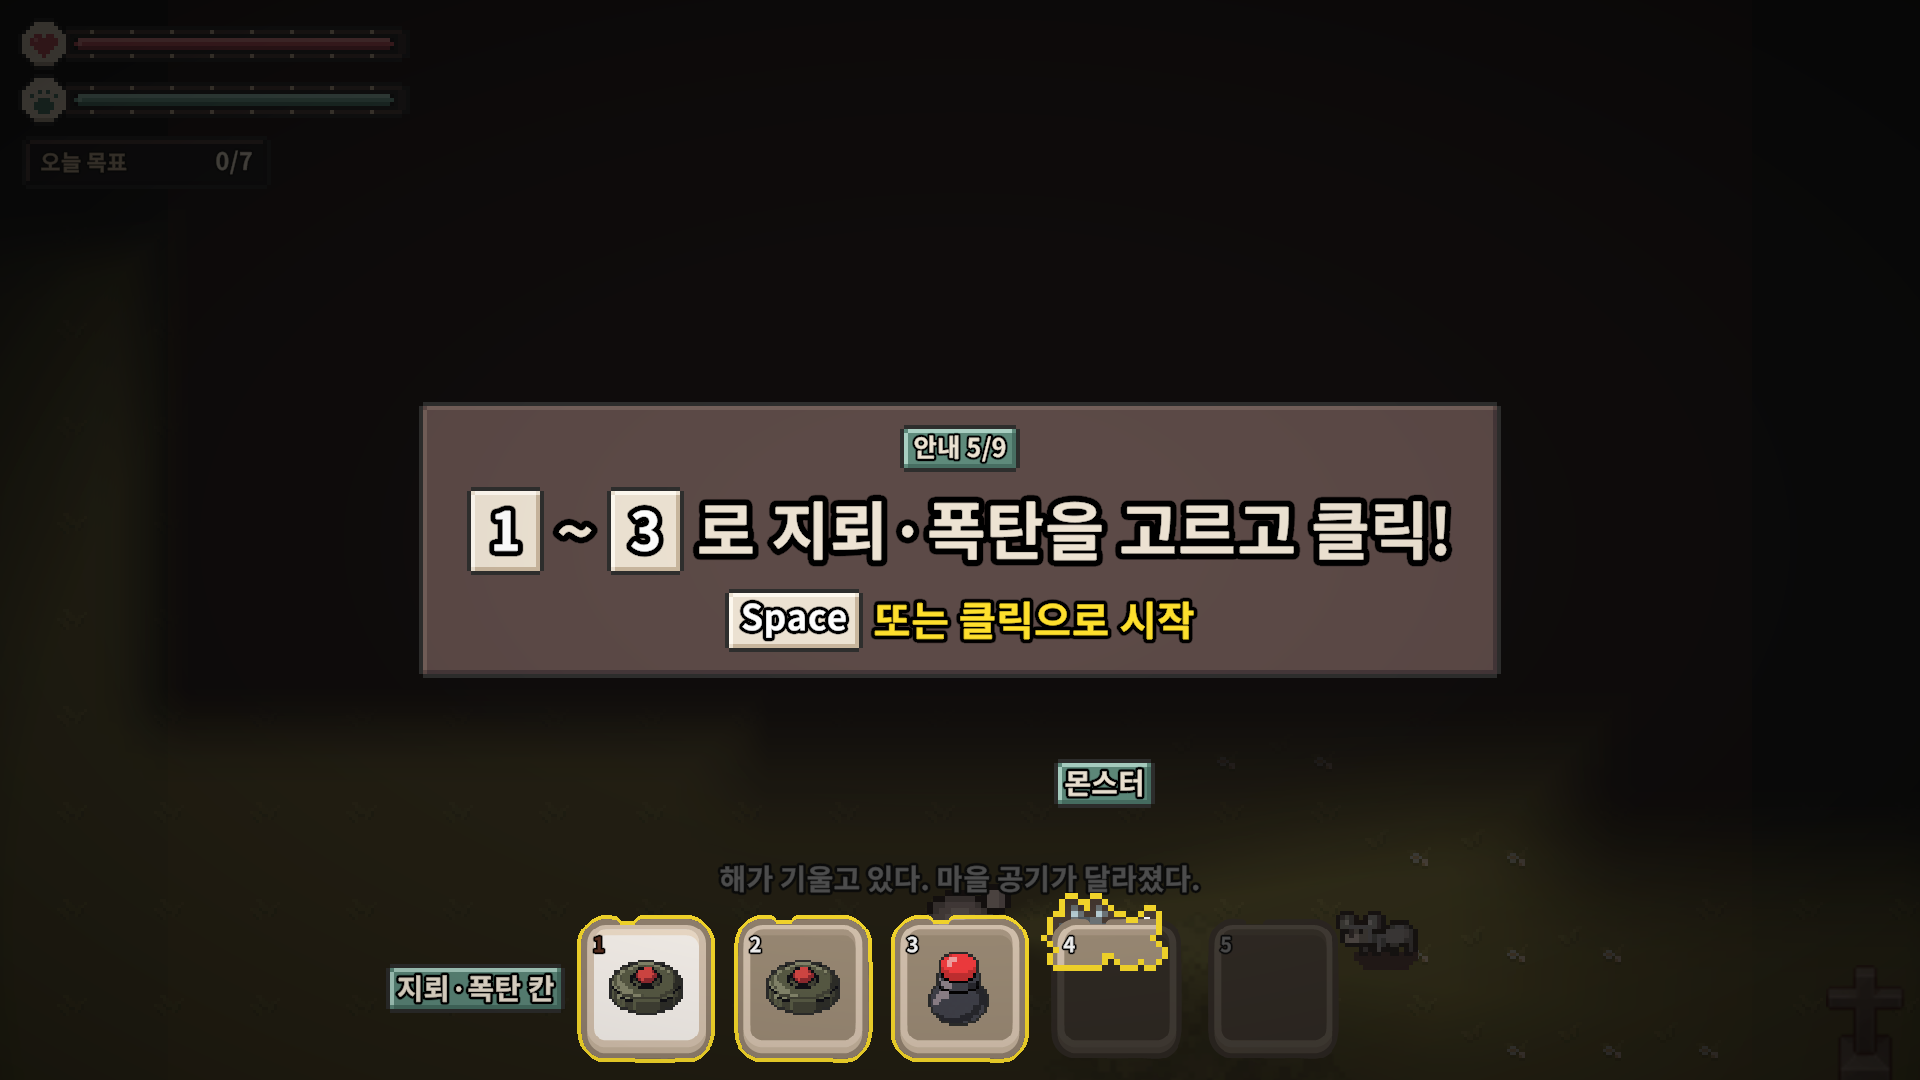 오늘 목표 0/7
안내 5/9
1 ~ 3 로 지뢰·폭탄을 고르고 클릭!
Space 또는 클릭으로 시작
몬스터
해가 기울고 있다. 마을 공기가 달라졌다.
지뢰·폭탄 칸 1 2 3 4 5